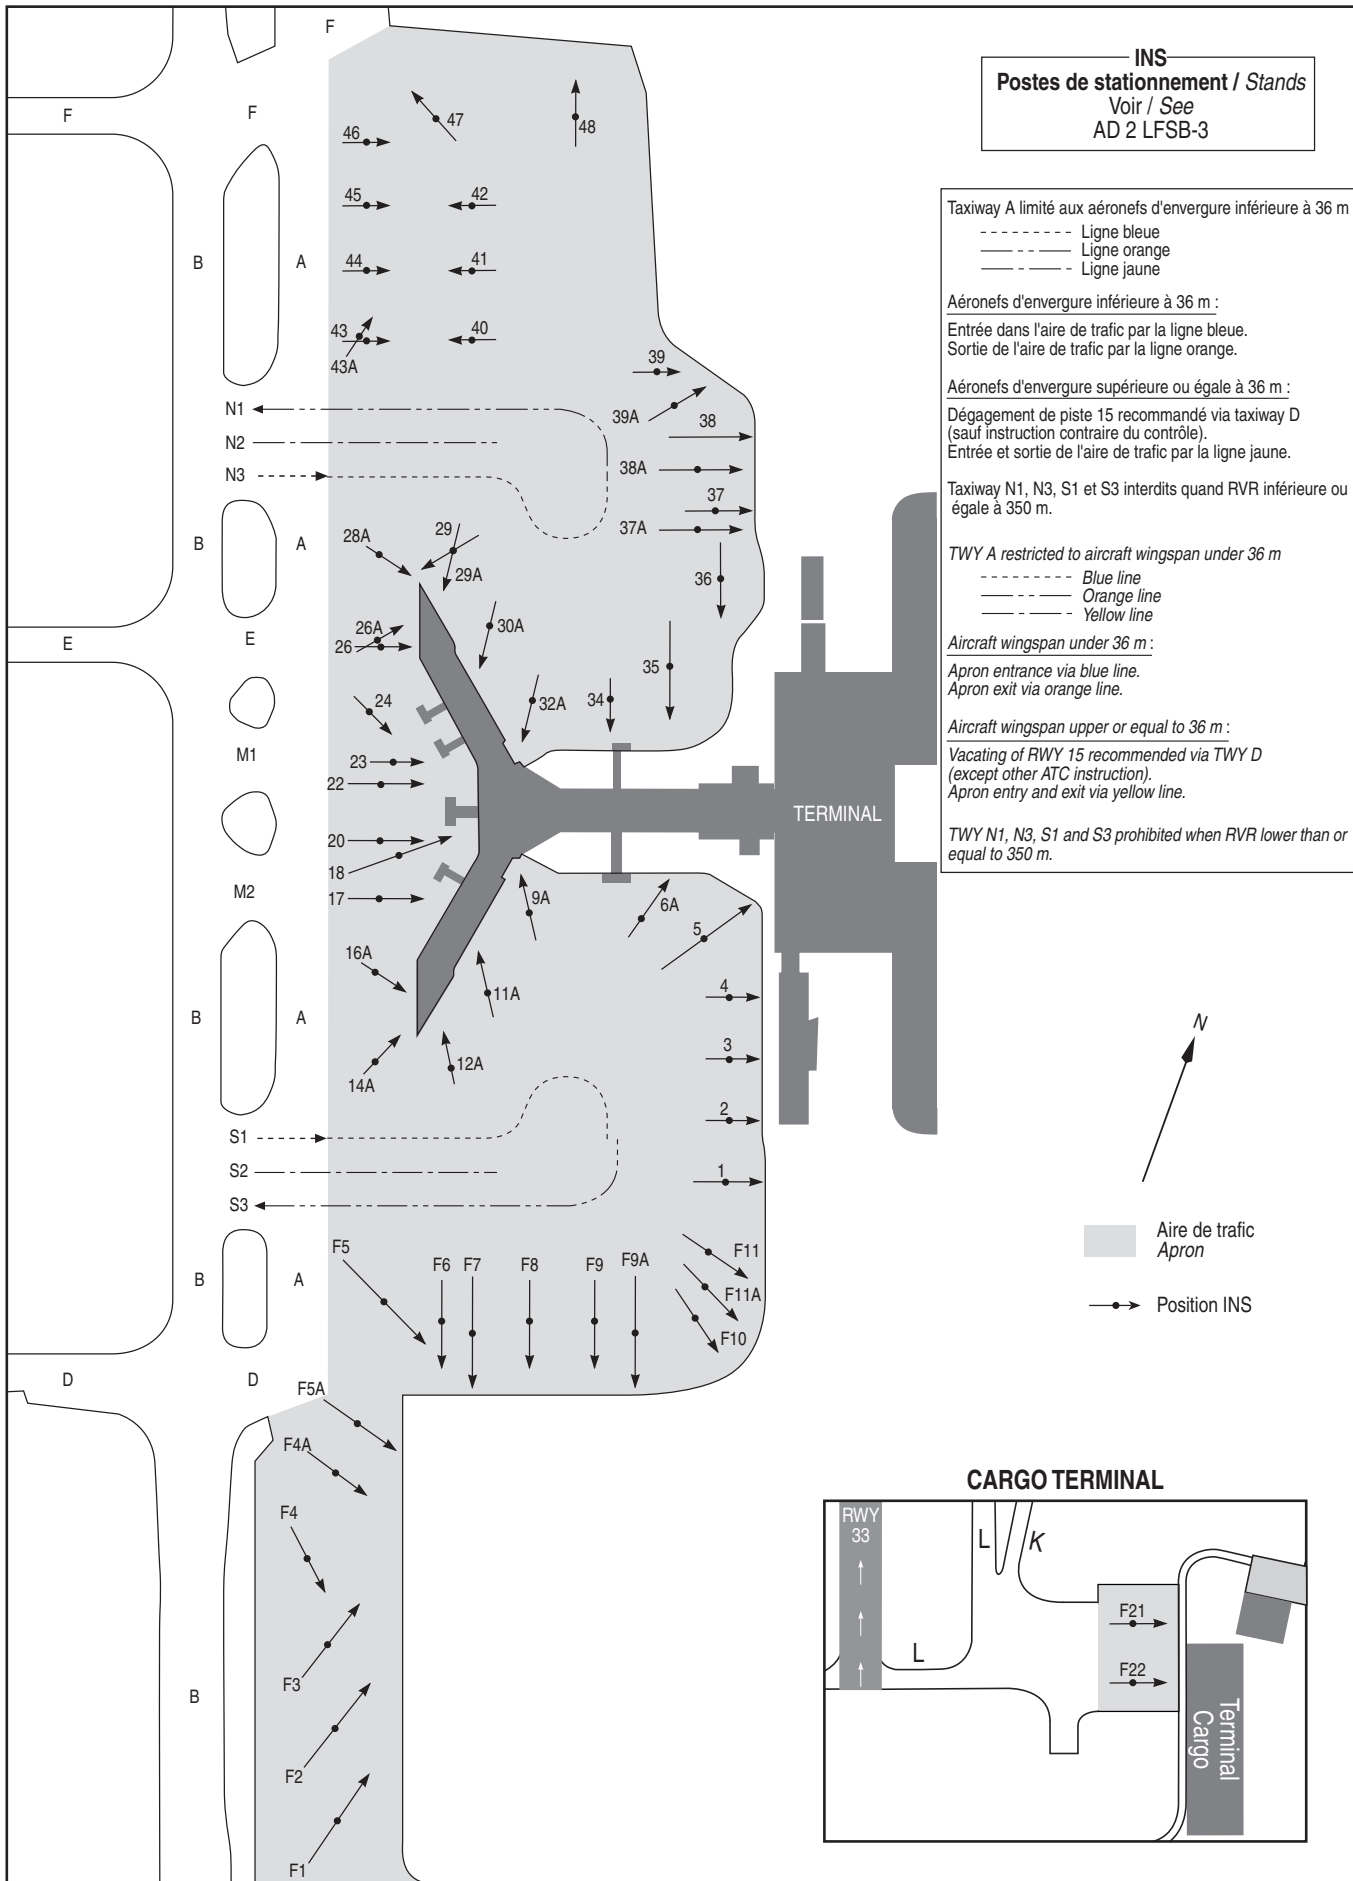 INS
Postes de stationnement / Stands
Voir / See
AD 2 LFSB-3
Taxiway A limité aux aéronefs d'envergure inférieure à 36 m
Ligne bleue
Ligne orange
Ligne jaune
Aéronefs d'envergure inférieure à 36 m :
Entrée dans l'aire de trafic par la ligne bleue.
Sortie de l'aire de trafic par la ligne orange.
Aéronefs d'envergure supérieure ou égale à 36 m :
Dégagement de piste 15 recommandé via taxiway D
(sauf instruction contraire du contrôle).
Entrée et sortie de l'aire de trafic par la ligne jaune.
Taxiway N1, N3, S1 et S3 interdits quand RVR inférieure ou
égale à 350 m.
TWY A restricted to aircraft wingspan under 36 m
Blue line
Orange line
Yellow line
Aircraft wingspan under 36 m :
Apron entrance via blue line.
Apron exit via orange line.
Aircraft wingspan upper or equal to 36 m :
Vacating of RWY 15 recommended via TWY D
(except other ATC instruction).
Apron entry and exit via yellow line.
TWY N1, N3, S1 and S3 prohibited when RVR lower than or
equal to 350 m.
F
F
F
47
48
46
45
42
B
A
44
41
43
40
43A
39
39A
38
N1
N2
N3
38A
37
37A
B
A
28A
29
29A
36
E
E
26A
26
30A
35
24
32A
34
M1
23
22
TERMINAL
20
18
M2
17
9A
6A
5
16A
11A
4
B
A
14A
12A
3
2
S1
S2
S3
1
F5
F6
F7
F8
F9
F9A
F11
F11A
F10
B
A
D
D
F5A
F4A
F4
F3
B
F2
F1
N
Aire de trafic
Apron
Position INS
CARGO TERMINAL
RWY
33
L
K
L
F21
F22
Terminal
Cargo